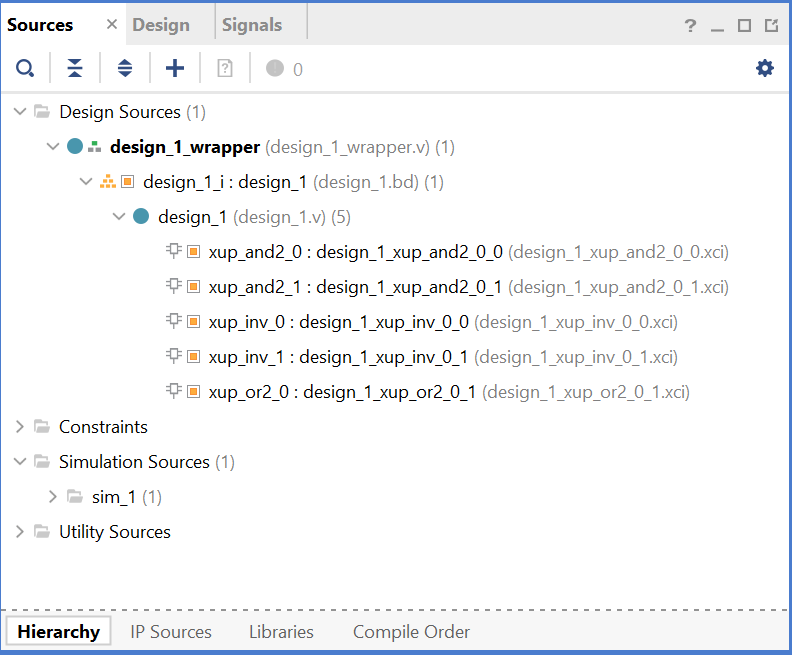 Sources × Design Signals ?
? 0
Design Sources (1)
design_1_wrapper (design_1_wrapper.v) (1)
design_1_i : design_1 (design_1.bd) (1)
design_1 (design_1.v) (5)
xup_and2_0 : design_1_xup_and2_0_0 (design_1_xup_and2_0_0.xci)
xup_and2_1 : design_1_xup_and2_0_1 (design_1_xup_and2_0_1.xci)
xup_inv_0 : design_1_xup_inv_0_0 (design_1_xup_inv_0_0.xci)
xup_inv_1 : design_1_xup_inv_0_1 (design_1_xup_inv_0_1.xci)
xup_or2_0 : design_1_xup_or2_0_1 (design_1_xup_or2_0_1.xci)
Constraints
Simulation Sources (1)
sim_1 (1)
Utility Sources
Hierarchy IP Sources Libraries Compile Order